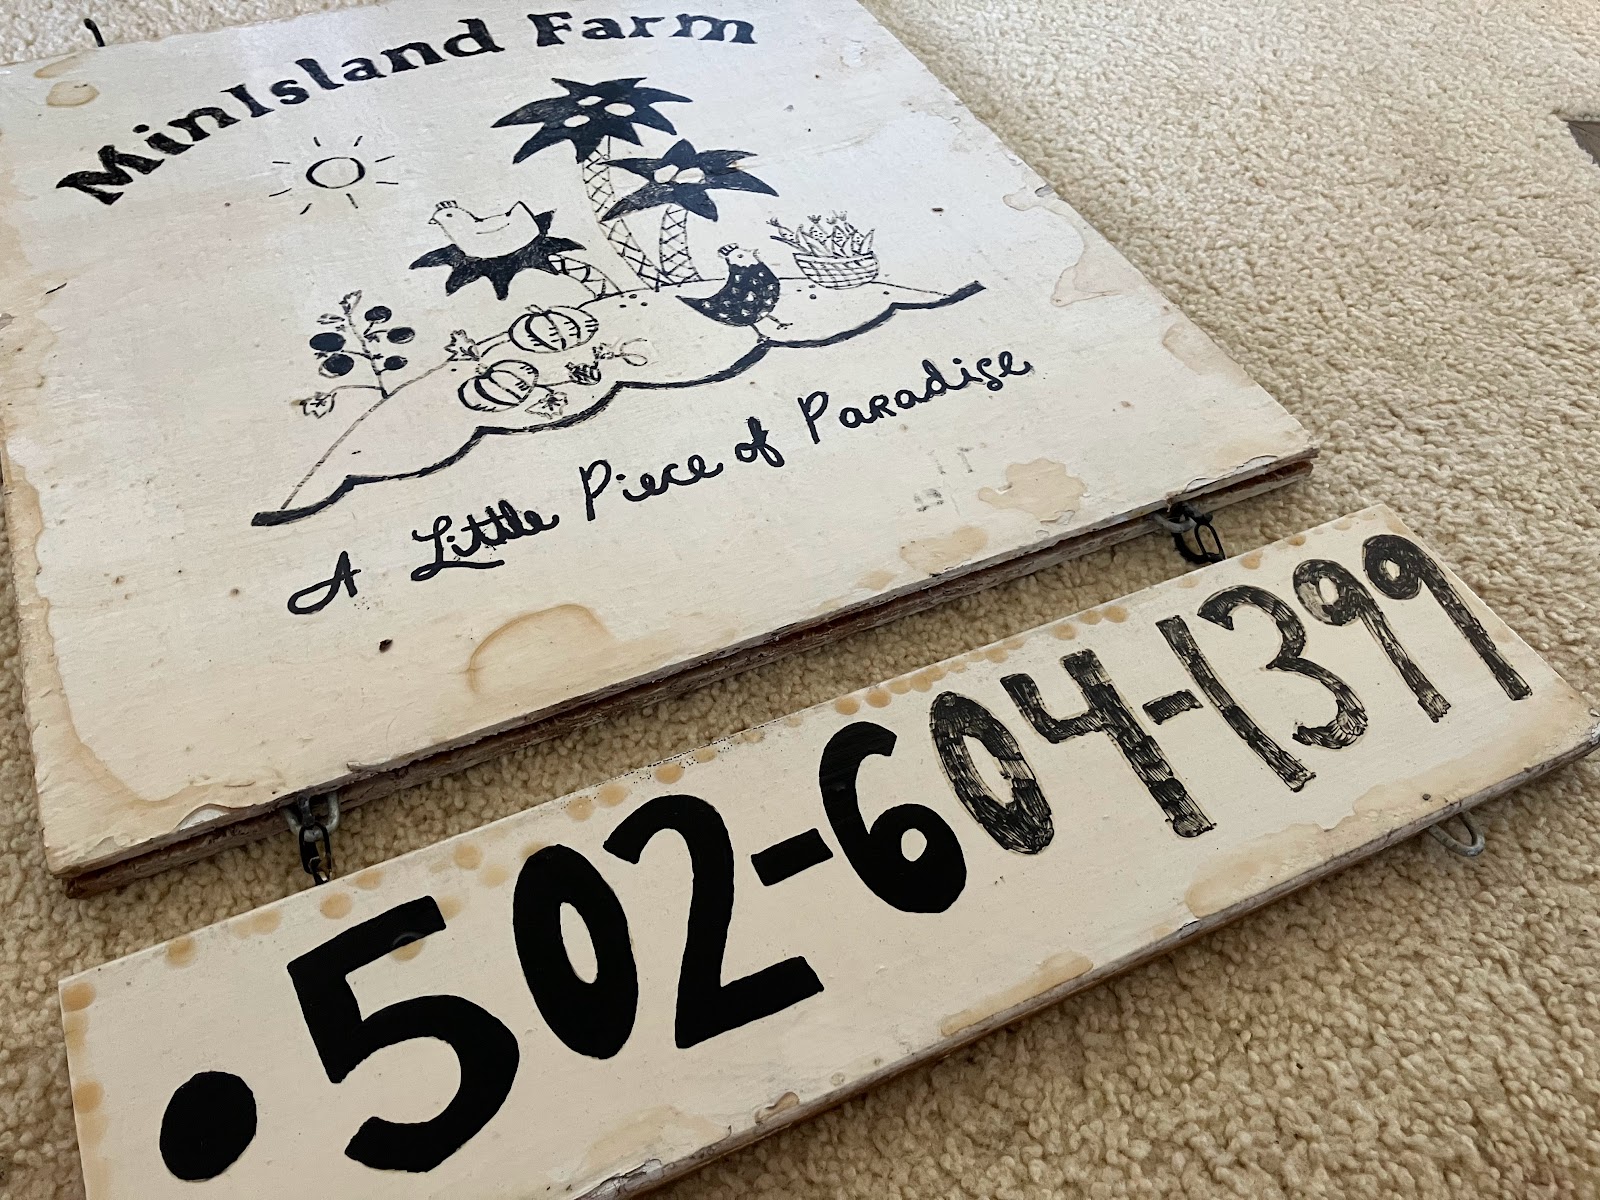 MinIsland Farm
A Little Piece of Paradise
•502-604-1399